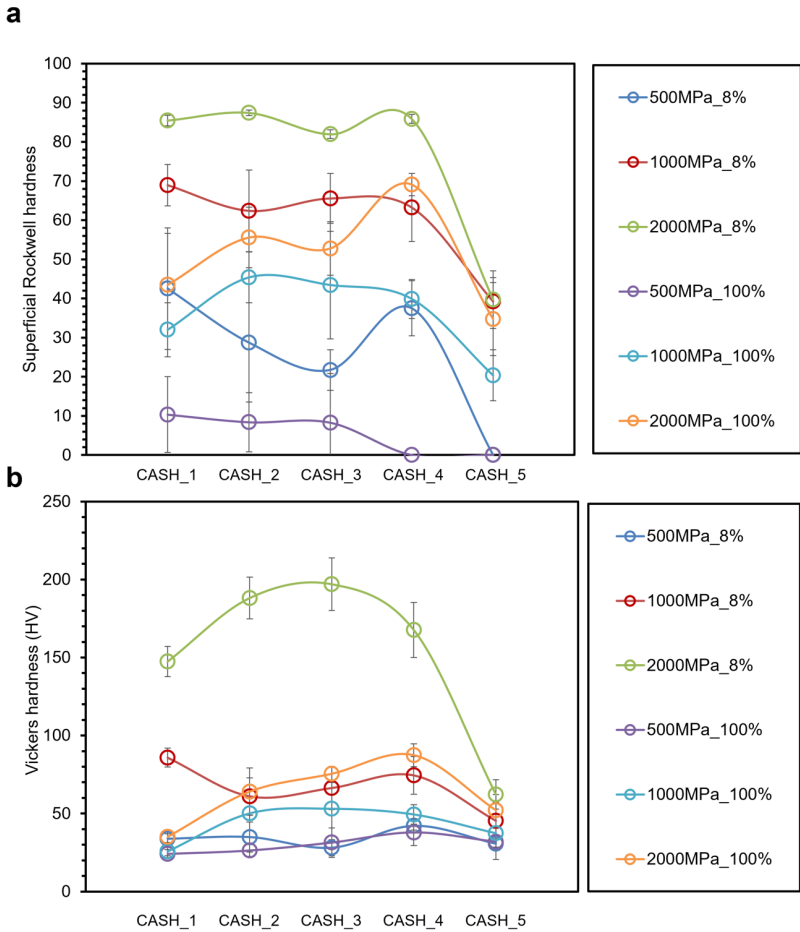 a
Superficial Rockwell hardness
100
90
80
70
60
50
40
30
20
10
0
CASH_1 CASH_2 CASH_3 CASH_4 CASH_5
500MPa_8%
1000MPa_8%
2000MPa_8%
500MPa_100%
1000MPa_100%
2000MPa_100%
b
Vickers hardness (HV)
250
200
150
100
50
0
CASH_1 CASH_2 CASH_3 CASH_4 CASH_5
500MPa_8%
1000MPa_8%
2000MPa_8%
500MPa_100%
1000MPa_100%
2000MPa_100%